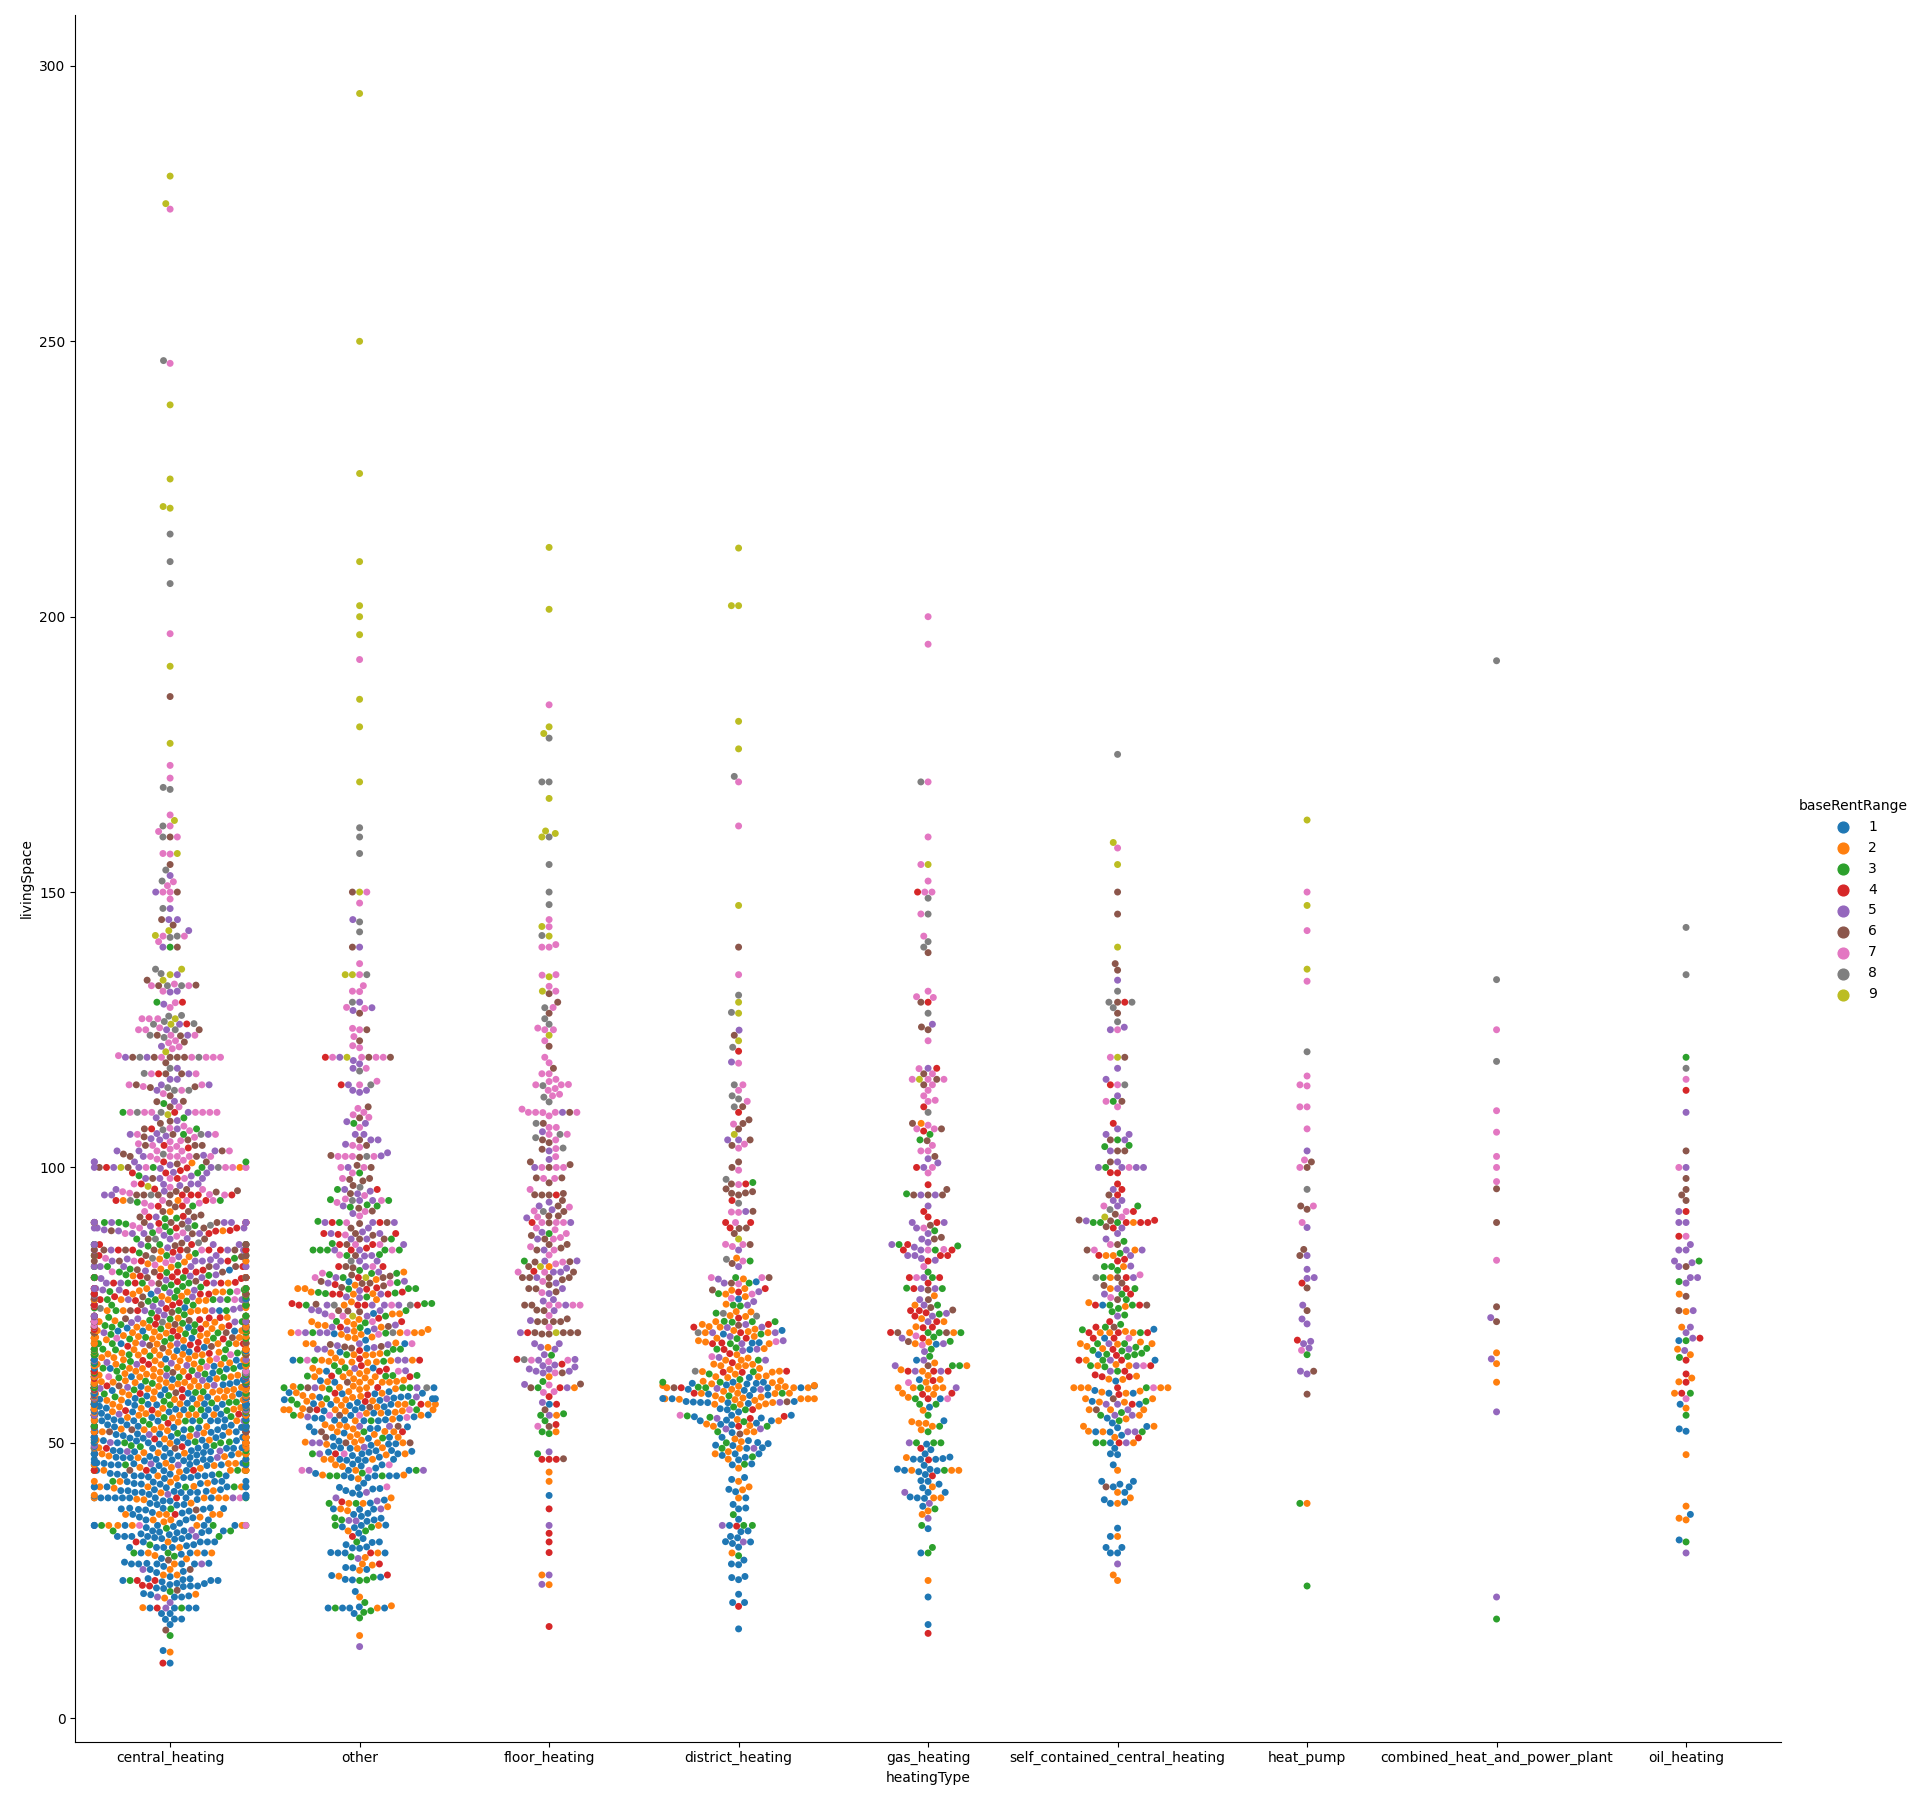 300
250
200
150
100
50
0
livingSpace
central_heating
other
floor_heating
district_heating
gas_heating
self_contained_central_heating
heat_pump
combined_heat_and_power_plant
oil_heating
heatingType
baseRentRange
1
2
3
4
5
6
7
8
9